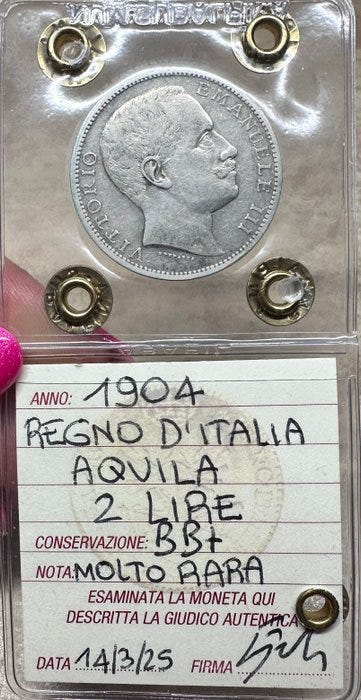 VITTORIO EMANUELE III
ANNO: 1904
REGNO D'ITALIA
AQUILA
2 LIRE
CONSERVAZIONE: BB+
NOTA: MOLTO RARA
ESAMINATA LA MONETA QUI
DESCRITTA LA GIUDICO AUTENTICA
DATA 14/3/25 FIRMA